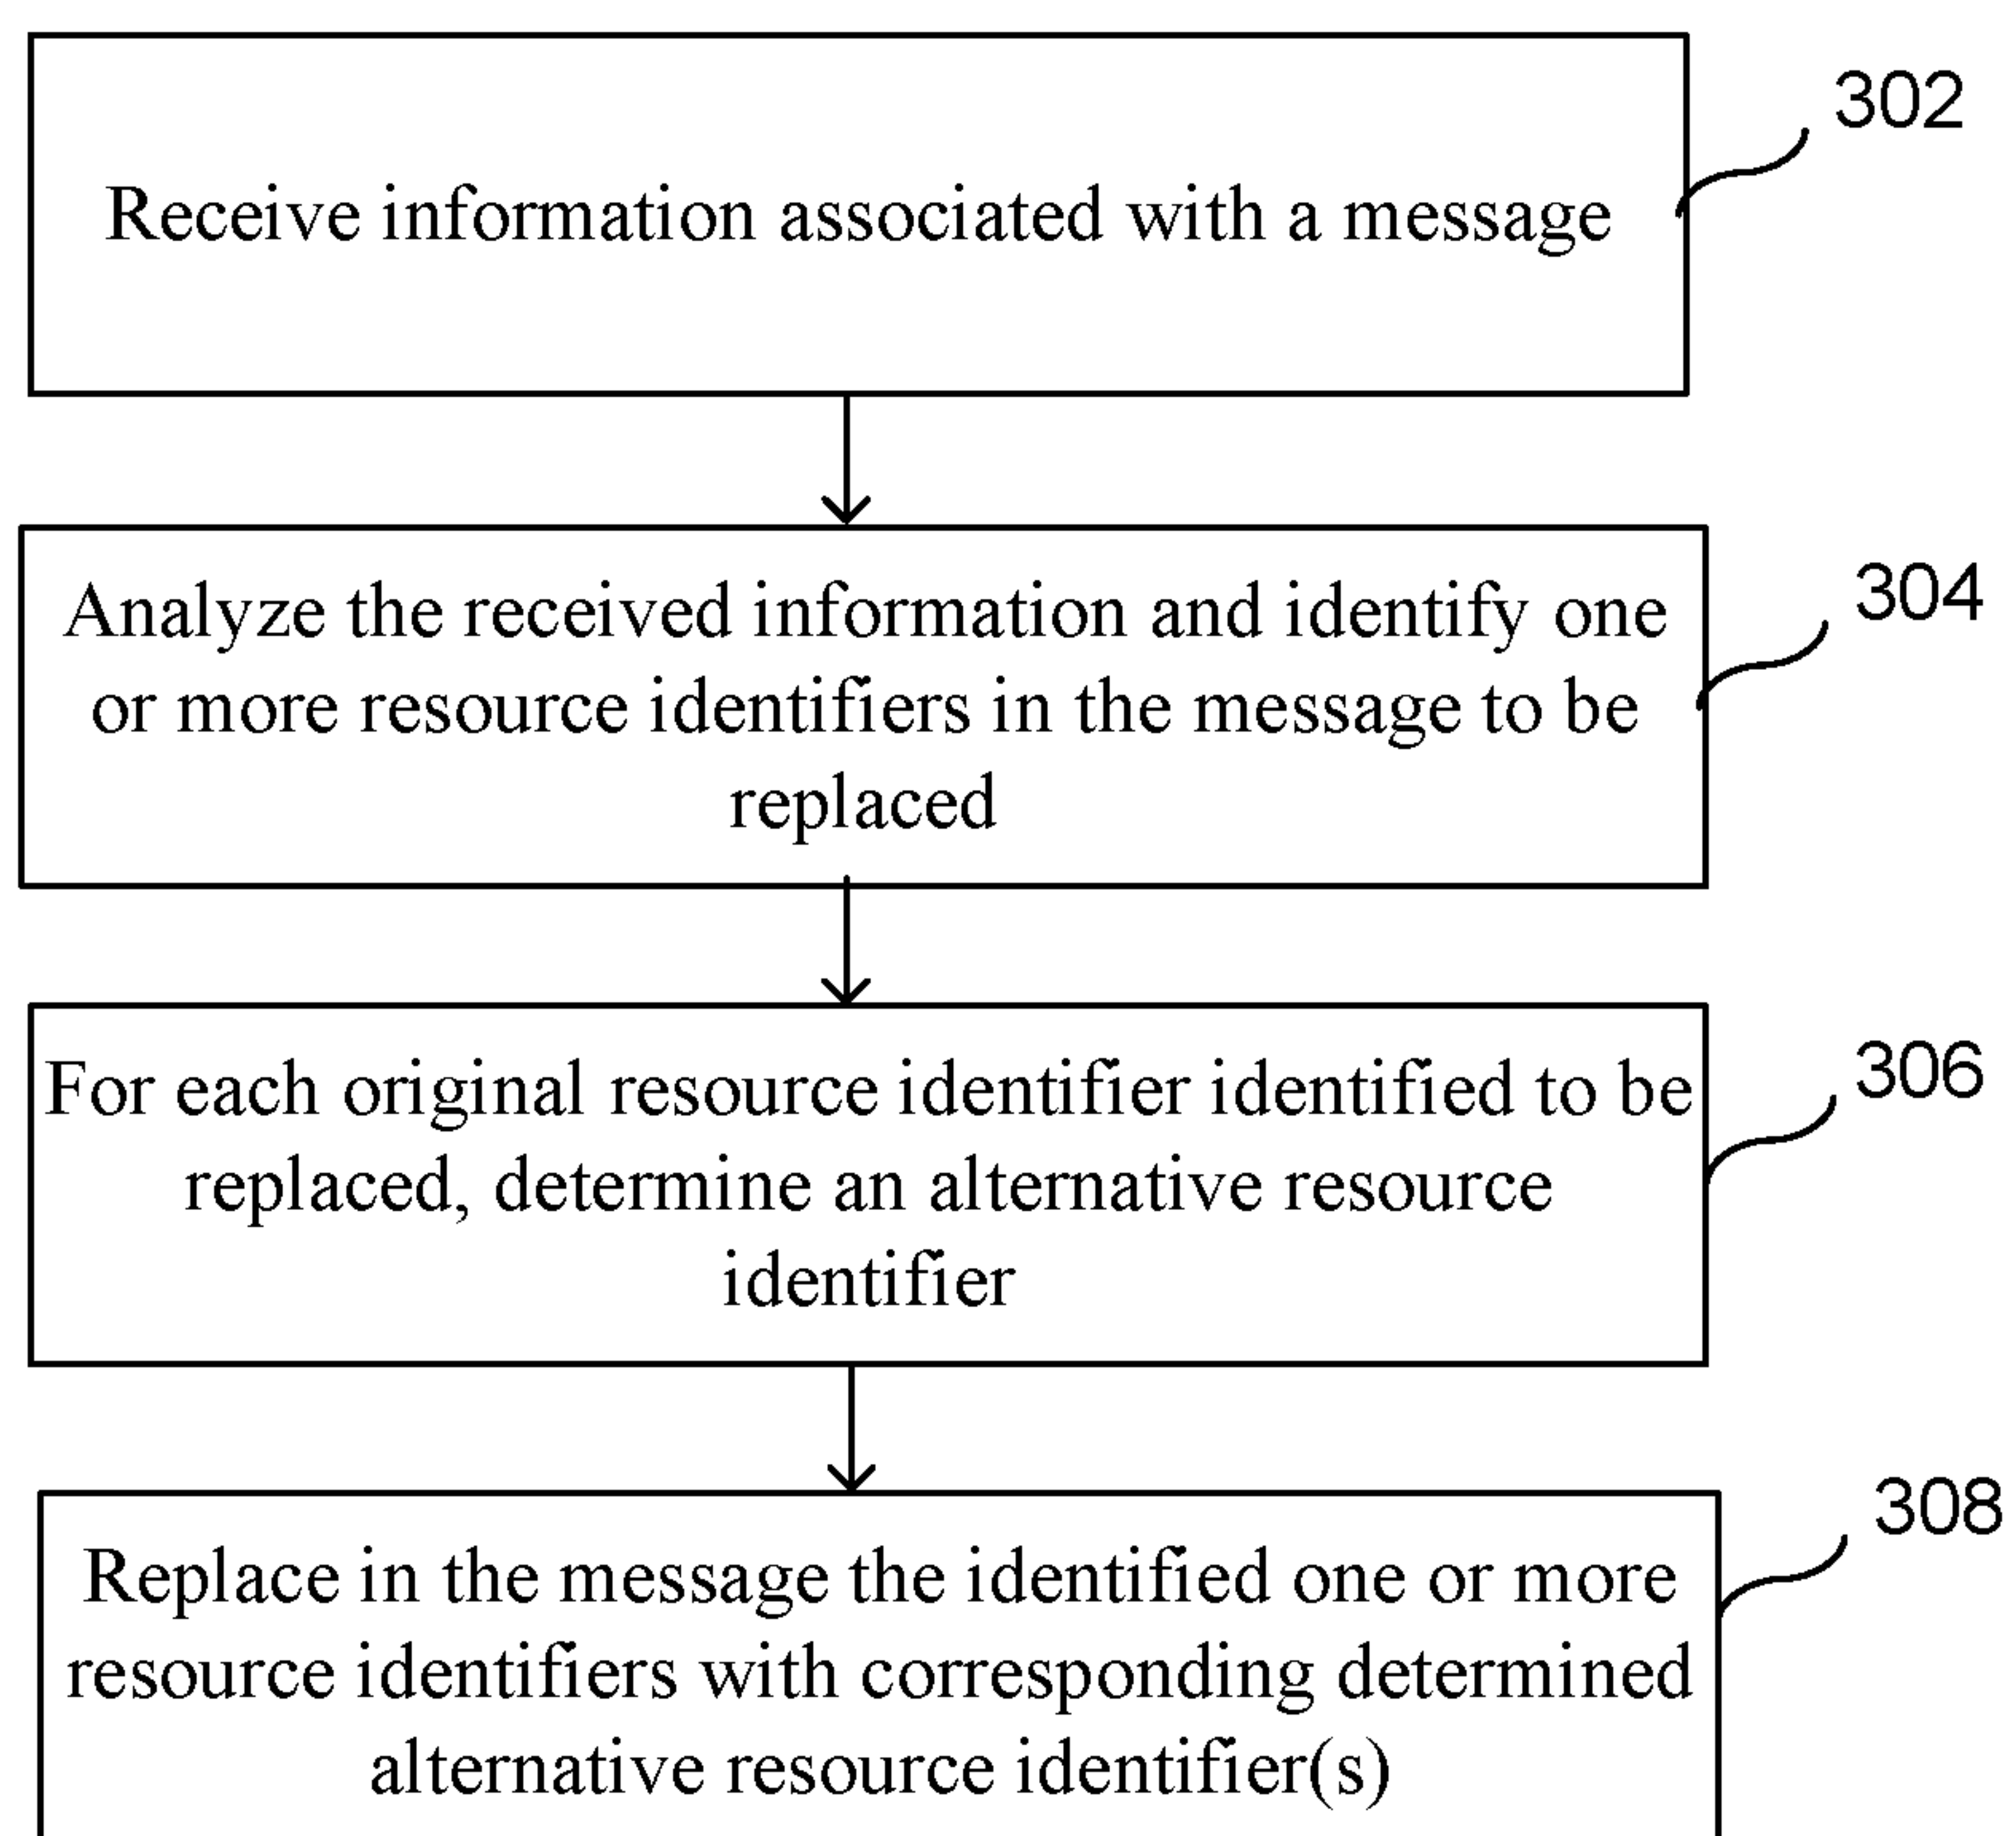 302
Receive information associated with a message
304
Analyze the received information and identify one
or more resource identifiers in the message to be
replaced
306
For each original resource identifier identified to be
replaced, determine an alternative resource
identifier
308
Replace in the message the identified one or more
resource identifiers with corresponding determined
alternative resource identifier(s)